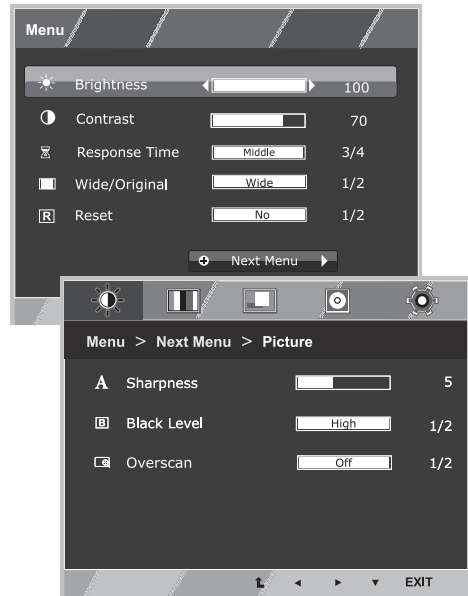 Menu
Brightness 100
Contrast 70
Response Time Middle 3/4
Wide/Original Wide 1/2
R Reset No 1/2
Next Menu
Menu > Next Menu > Picture
A Sharpness 5
B Black Level High 1/2
Overscan Off 1/2
EXIT